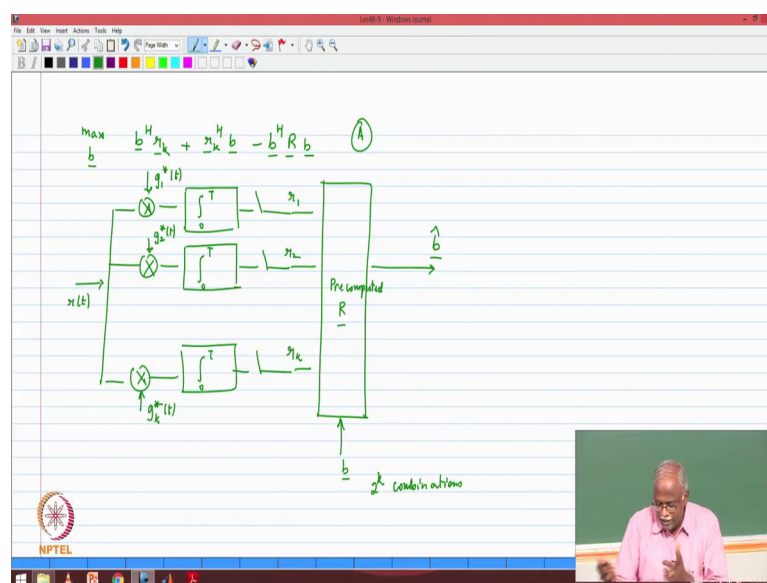 Lec48-9 - Windows Journal
File Edit View Insert Actions Tools Help
Page Width
B I
max b b^H r_k + r_k^H b - b^H R b (A)
g_1^*(t)
∫_0^T r_1
g_2^*(t)
∫_0^T r_2
r(t)
Precomputed
R
b̂
∫_0^T r_k
g_k^*(t)
b
2^k combinations
NPTEL